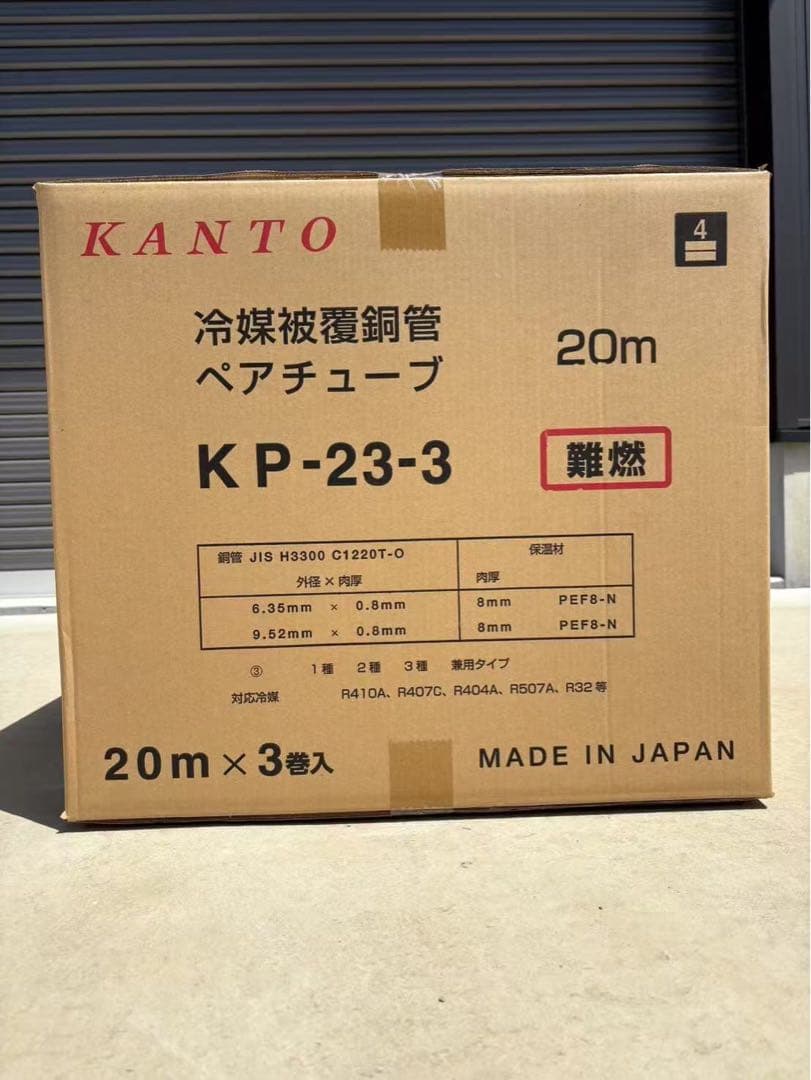 KANTO
4
冷媒被覆銅管
ペアチューブ
20m
KP-23-3
難燃
銅管 JIS H3300 C1220T-O
保温材
外径×肉厚
肉厚
6.35mm × 0.8mm 8mm PEF8-N
9.52mm × 0.8mm 8mm PEF8-N
③ 1種 2種 3種 兼用タイプ
対応冷媒 R410A、R407C、R404A、R507A、R32等
20m×3巻入
MADE IN JAPAN